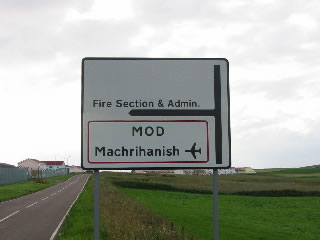 Fire Section & Admin.
MOD
Machrihanish